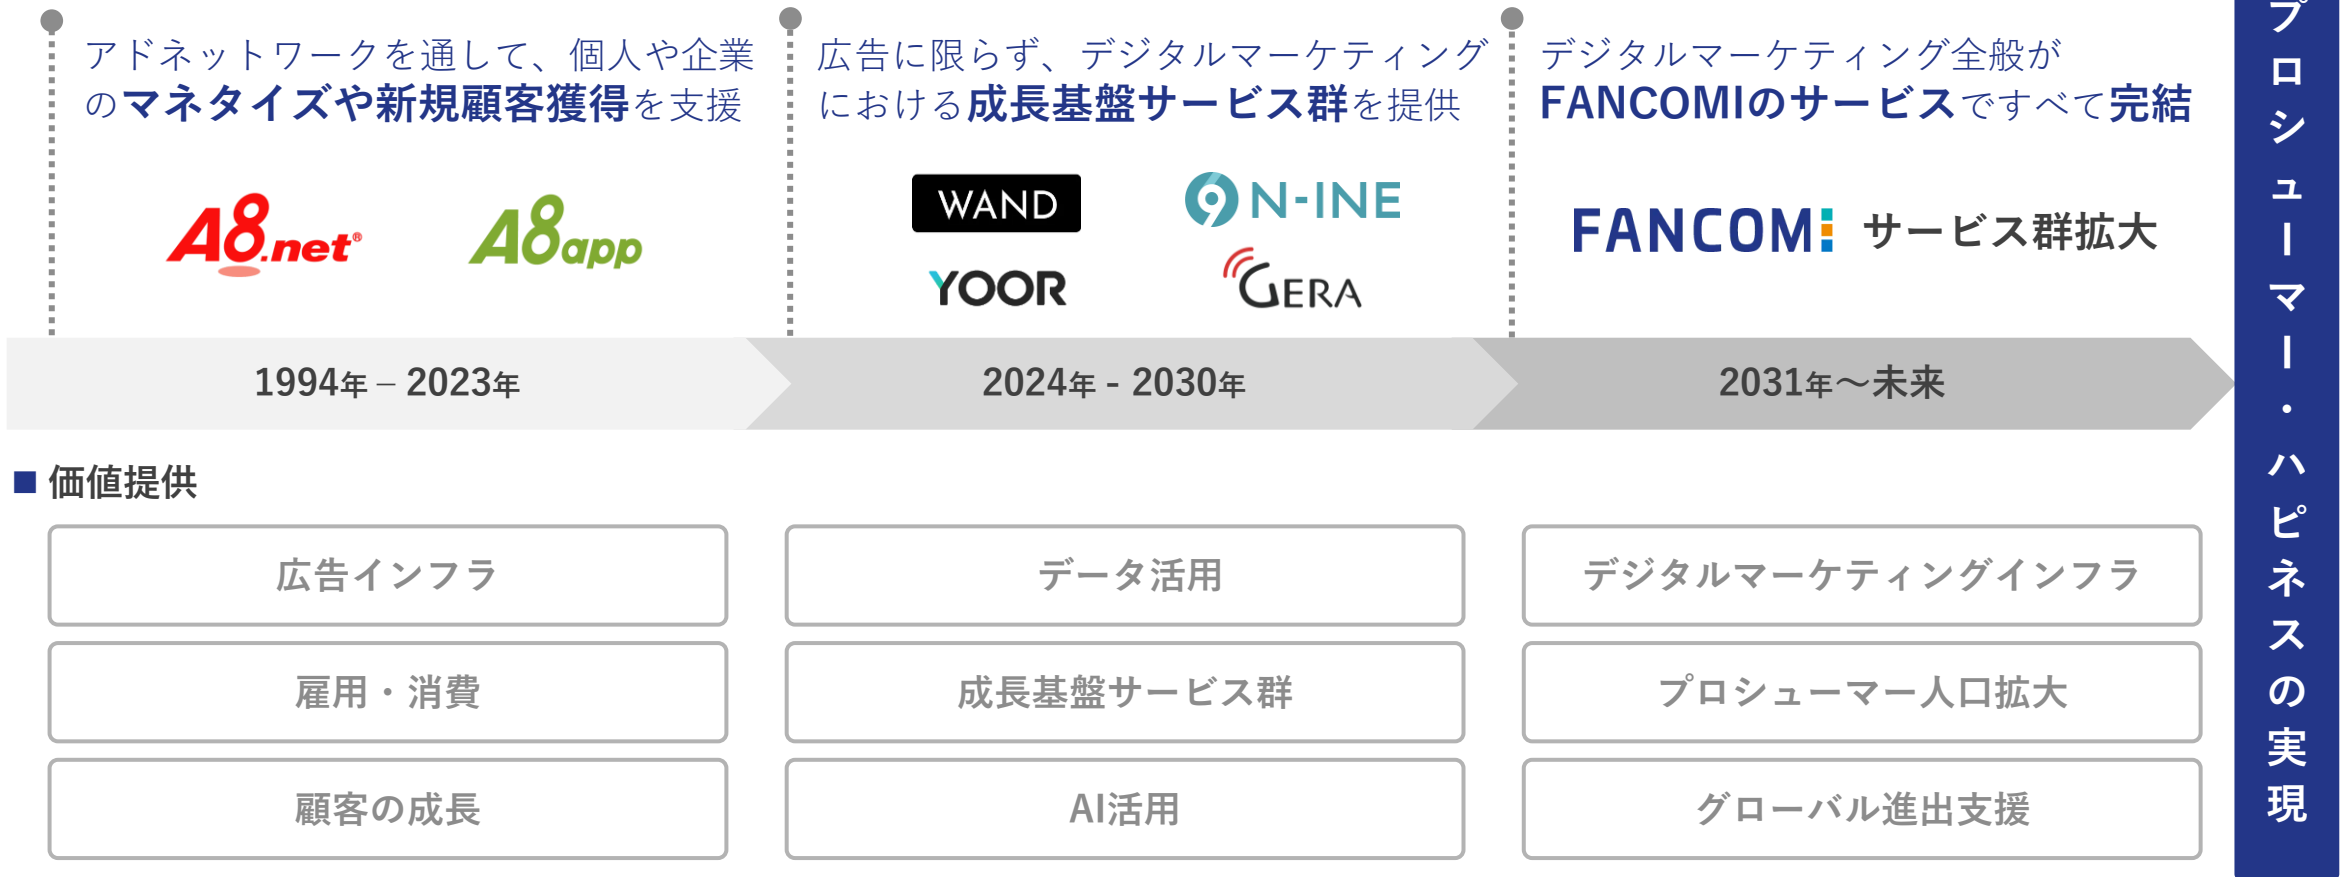 アドネットワークを通して、個人や企業
のマネタイズや新規顧客獲得を支援
A8.net®
A8app
広告に限らず、デジタルマーケティング
における成長基盤サービス群を提供
WAND
N-INE
YOOR
GERA
デジタルマーケティング全般が
FANCOMIのサービスですべて完結
FANCOMI サービス群拡大
1994年 – 2023年
2024年 - 2030年
2031年～未来
■ 価値提供
広告インフラ
データ活用
デジタルマーケティングインフラ
雇用・消費
成長基盤サービス群
プロシューマー人口拡大
顧客の成長
AI活用
グローバル進出支援
プロシューマー・ハピネスの実現